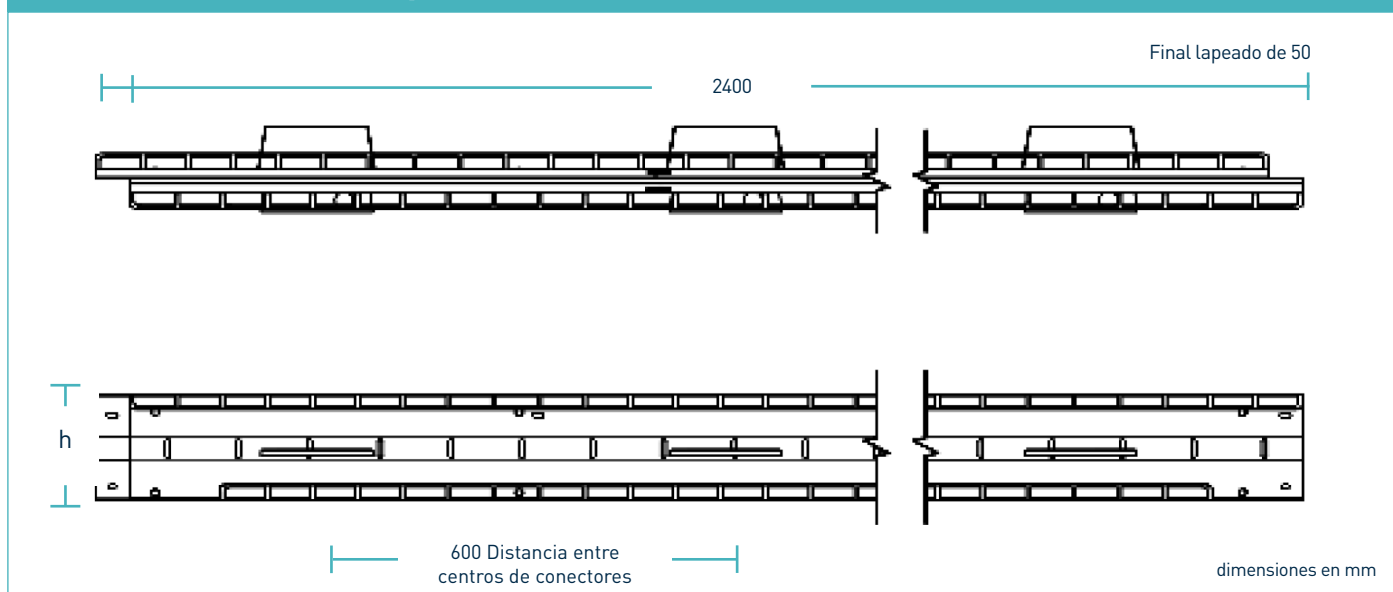 Final lapeado de 50
2400
h
600 Distancia entre
centros de conectores
dimensiones en mm